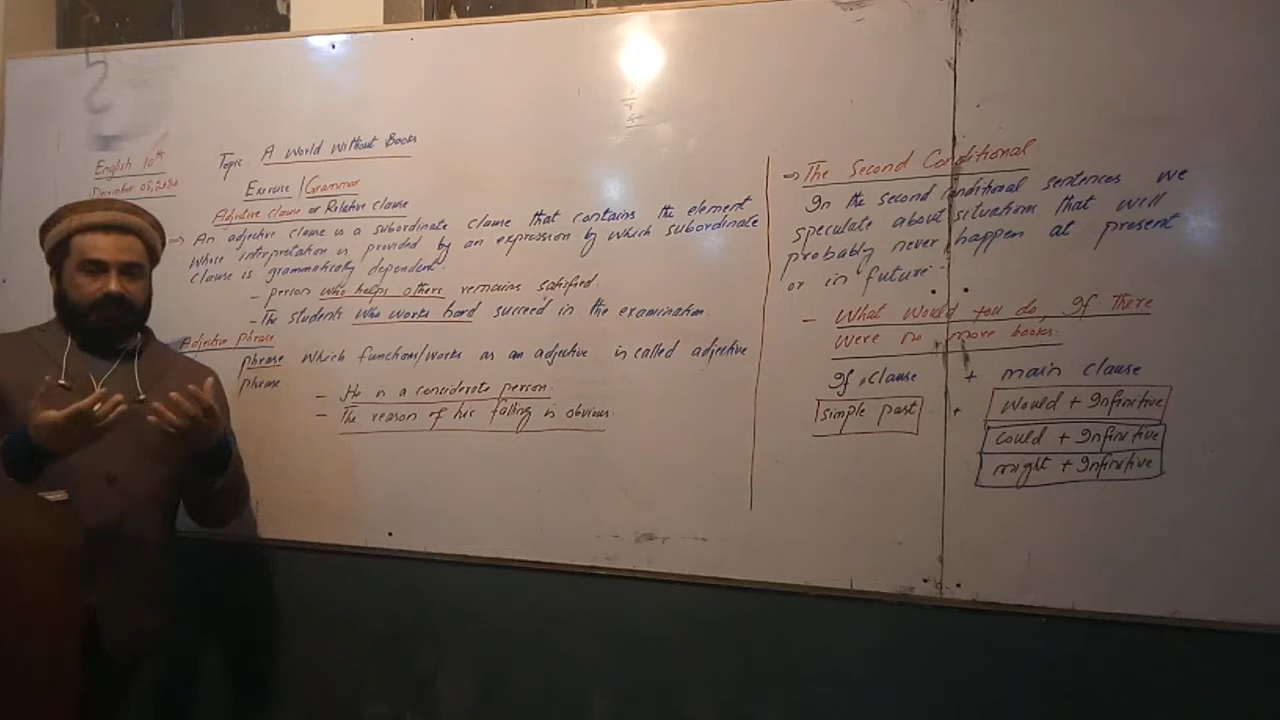 English 10th
December 05, 2020
Topic: A World Without Books
Exercise / Grammar
Adjective clause or Relative clause
⇒ An adjective clause is a subordinate clause that contains the element
whose interpretation is provided by an expression by which subordinate
clause is grammatically dependent.
- person who helps others remains satisfied.
- The students who works hard succeed in the examination.
Adjective phrase
phrase which functions/works as an adjective is called adjective
phrase
- He is a considerate person.
- The reason of his falling is obvious.
⇒ The Second Conditional
In the second conditional sentences we
speculate about situations that will
probably never happen at present
or in future.
- What would you do, If There
were no more books.
If clause + main clause
simple past + would + Infinitive
could + Infinitive
might + Infinitive